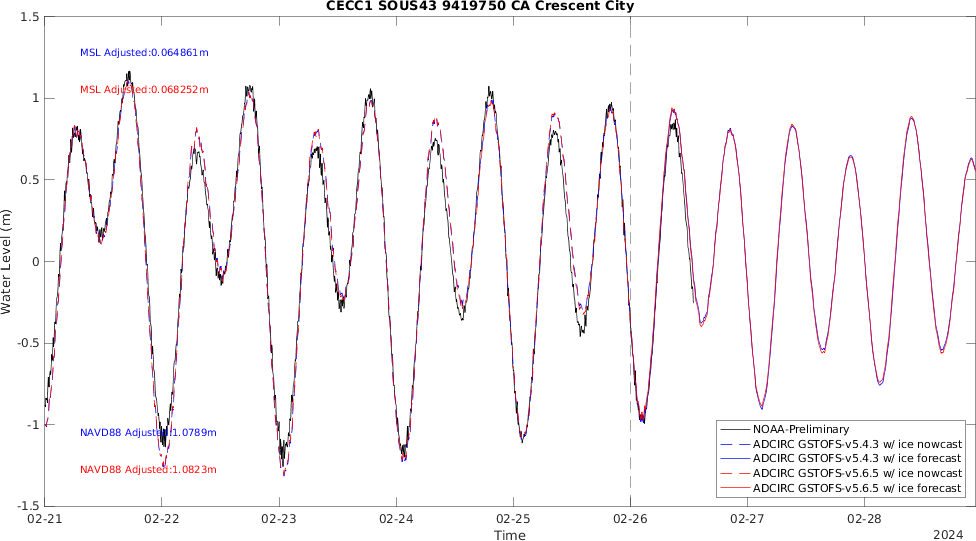 CECC1 SOUS43 9419750 CA Crescent City
1.5
1
0.5
0
-0.5
-1
-1.5
Water Level (m)
MSL Adjusted:0.064861m
MSL Adjusted:0.068252m
NAVD88 Adjusted:1.0789m
NAVD88 Adjusted:1.0823m
NOAA-Preliminary
ADCIRC GSTOFS-v5.4.3 w/ ice nowcast
ADCIRC GSTOFS-v5.4.3 w/ ice forecast
ADCIRC GSTOFS-v5.6.5 w/ ice nowcast
ADCIRC GSTOFS-v5.6.5 w/ ice forecast
02-21 02-22 02-23 02-24 02-25 02-26 02-27 02-28
Time
2024